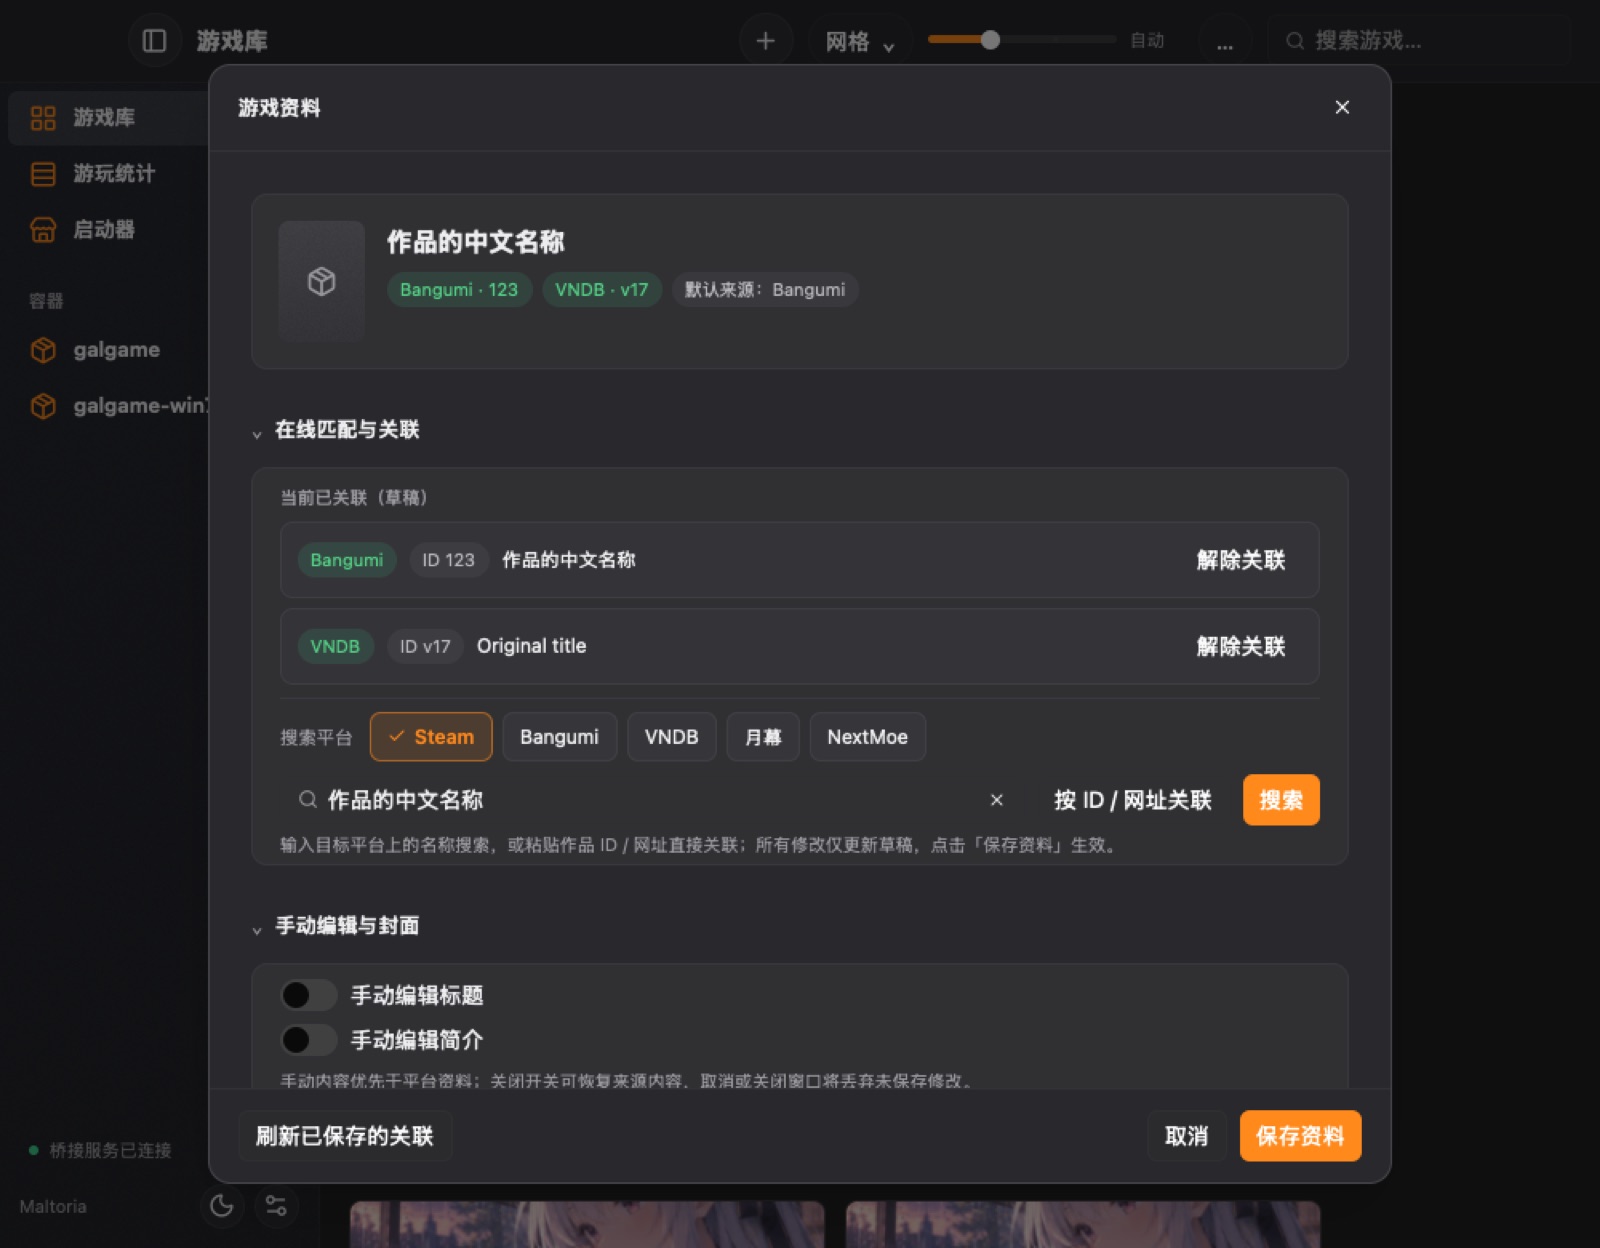 游戏库
网格
自动
...
搜索游戏...
游戏库
游玩统计
启动器
容器
galgame
galgame-win
桥接服务已连接
Maltoria
游戏资料
作品的中文名称
Bangumi · 123
VNDB · v17
默认来源：Bangumi
在线匹配与关联
当前已关联（草稿）
Bangumi
ID 123
作品的中文名称
解除关联
VNDB
ID v17
Original title
解除关联
搜索平台
Steam
Bangumi
VNDB
月幕
NextMoe
作品的中文名称
按 ID / 网址关联
搜索
输入目标平台上的名称搜索，或粘贴作品 ID / 网址直接关联；所有修改仅更新草稿，点击「保存资料」生效。
手动编辑与封面
手动编辑标题
手动编辑简介
手动内容优先于平台资料；关闭开关可恢复来源内容，取消或关闭窗口将丢弃未保存修改。
刷新已保存的关联
取消
保存资料